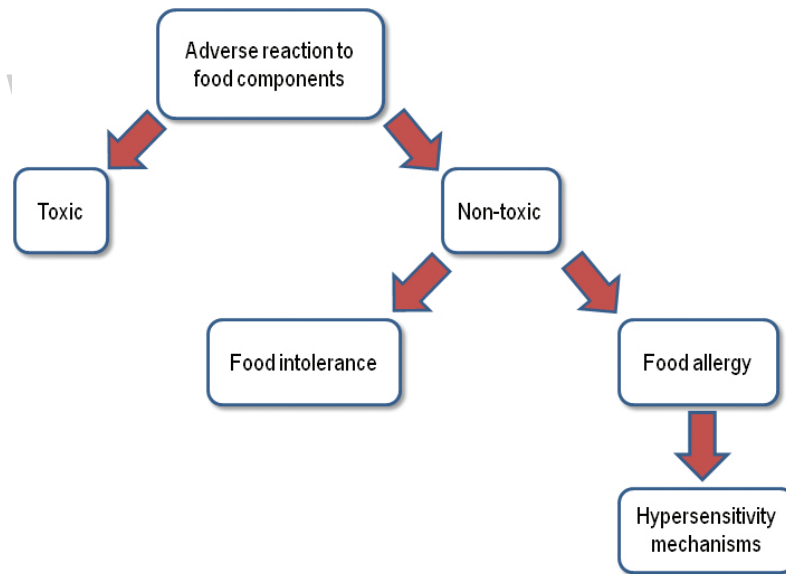 Adverse reaction to
food components
Toxic
Non-toxic
Food intolerance
Food allergy
Hypersensitivity
mechanisms